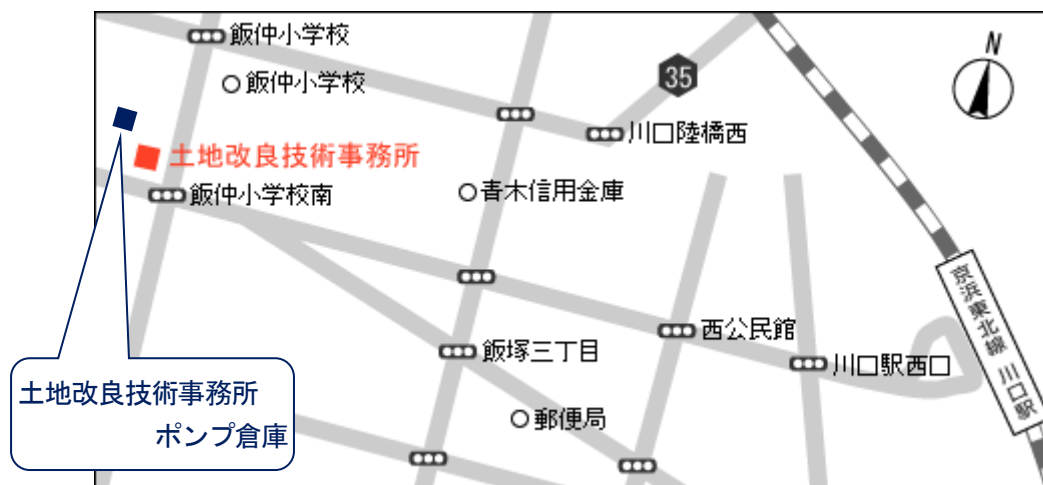 飯仲小学校
N
飯仲小学校
35
川口陸橋西
土地改良技術事務所
飯仲小学校南
青木信用金庫
京浜東北線 川口駅
西公民館
飯塚三丁目
川口駅西口
土地改良技術事務所
ポンプ倉庫
郵便局